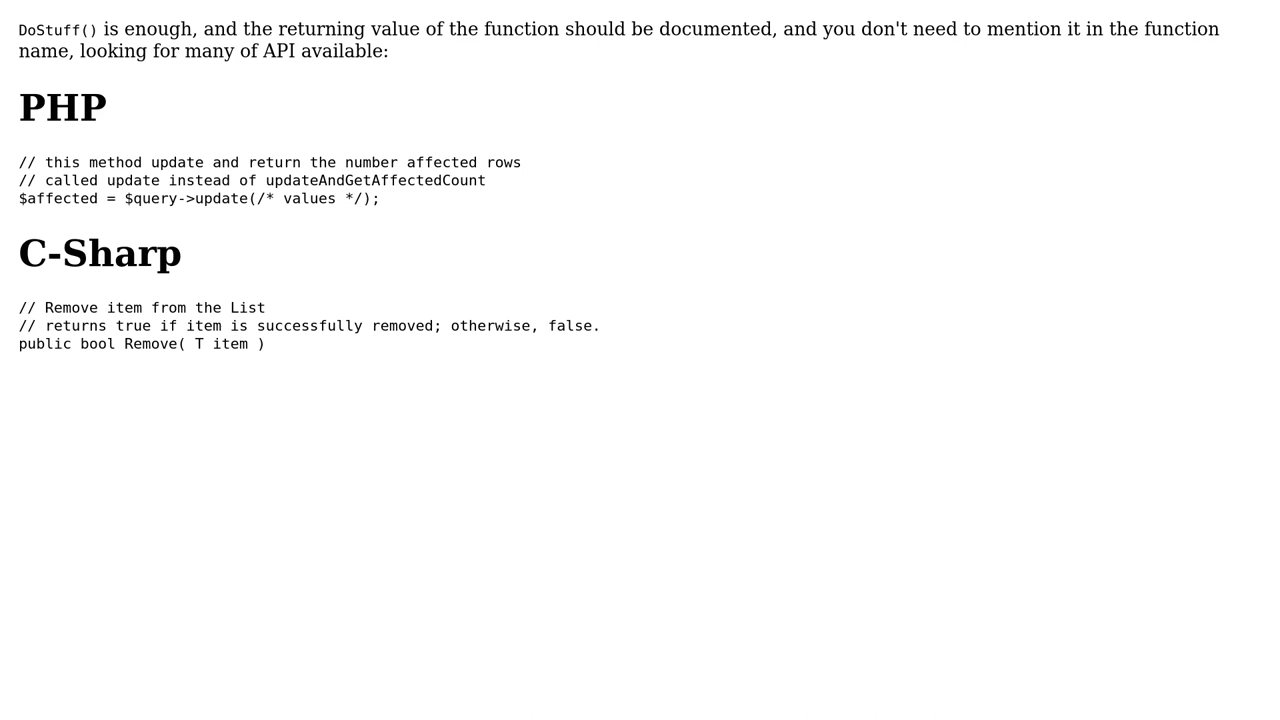 DoStuff() is enough, and the returning value of the function should be documented, and you don't need to mention it in the function
name, looking for many of API available:
PHP
// this method update and return the number affected rows
// called update instead of updateAndGetAffectedCount
$affected = $query->update(/* values */);
C-Sharp
// Remove item from the List
// returns true if item is successfully removed; otherwise, false.
public bool Remove( T item )